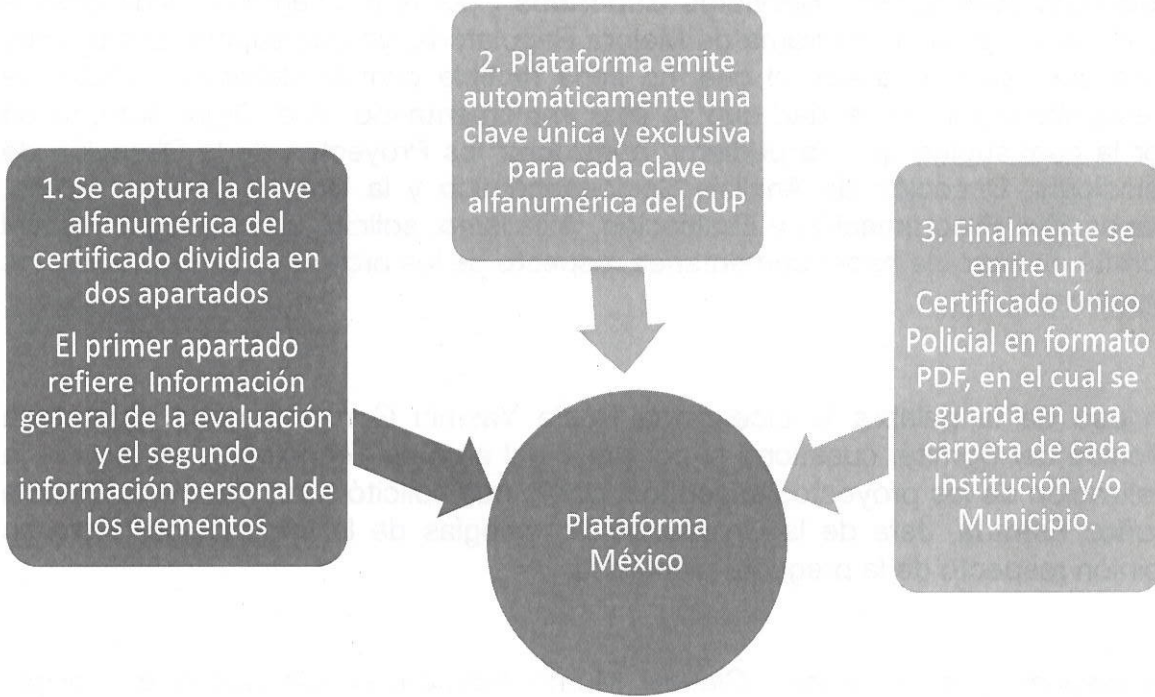 1. Se captura la clave
alfanumérica del
certificado dividida en
dos apartados
El primer apartado
refiere Información
general de la evaluación
y el segundo
información personal de
los elementos
2. Plataforma emite
automáticamente una
clave única y exclusiva
para cada clave
alfanumérica del CUP
3. Finalmente se
emite un
Certificado Único
Policial en formato
PDF, en el cual se
guarda en una
carpeta de cada
Institución y/o
Municipio.
Plataforma
México